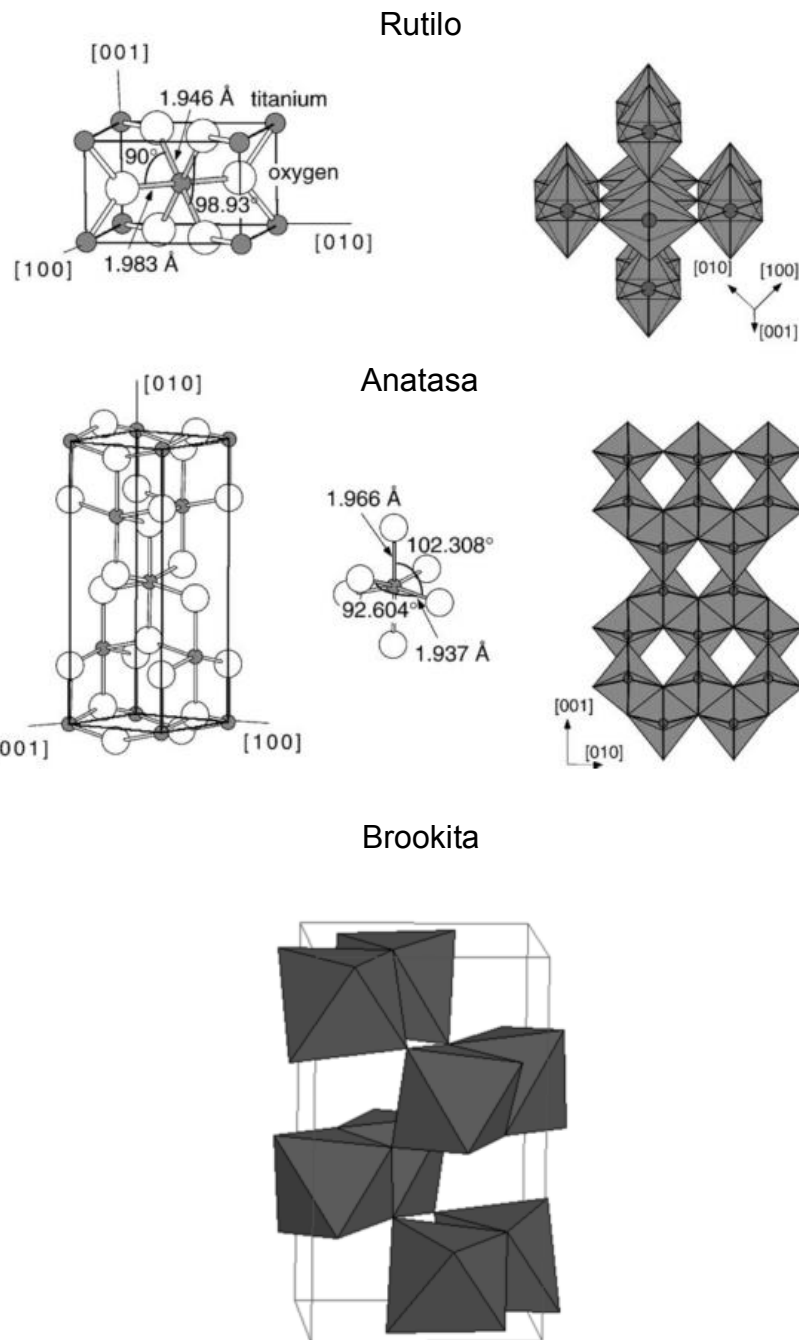 Rutilo
[001]
1.946 Å
titanium
90°
oxygen
98.93°
[010]
[100]
1.983 Å
[010]
[100]
[001]
Anatasa
[010]
1.966 Å
102.308°
92.604°
1.937 Å
001]
[100]
[001]
[010]
Brookita